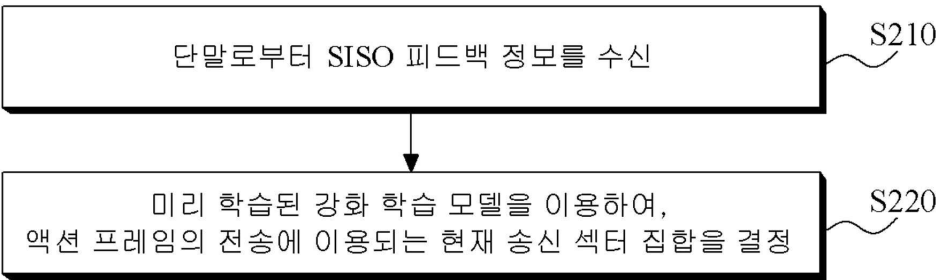 단말로부터 SISO 피드백 정보를 수신
S210
미리 학습된 강화 학습 모델을 이용하여,
액션 프레임의 전송에 이용되는 현재 송신 섹터 집합을 결정
S220